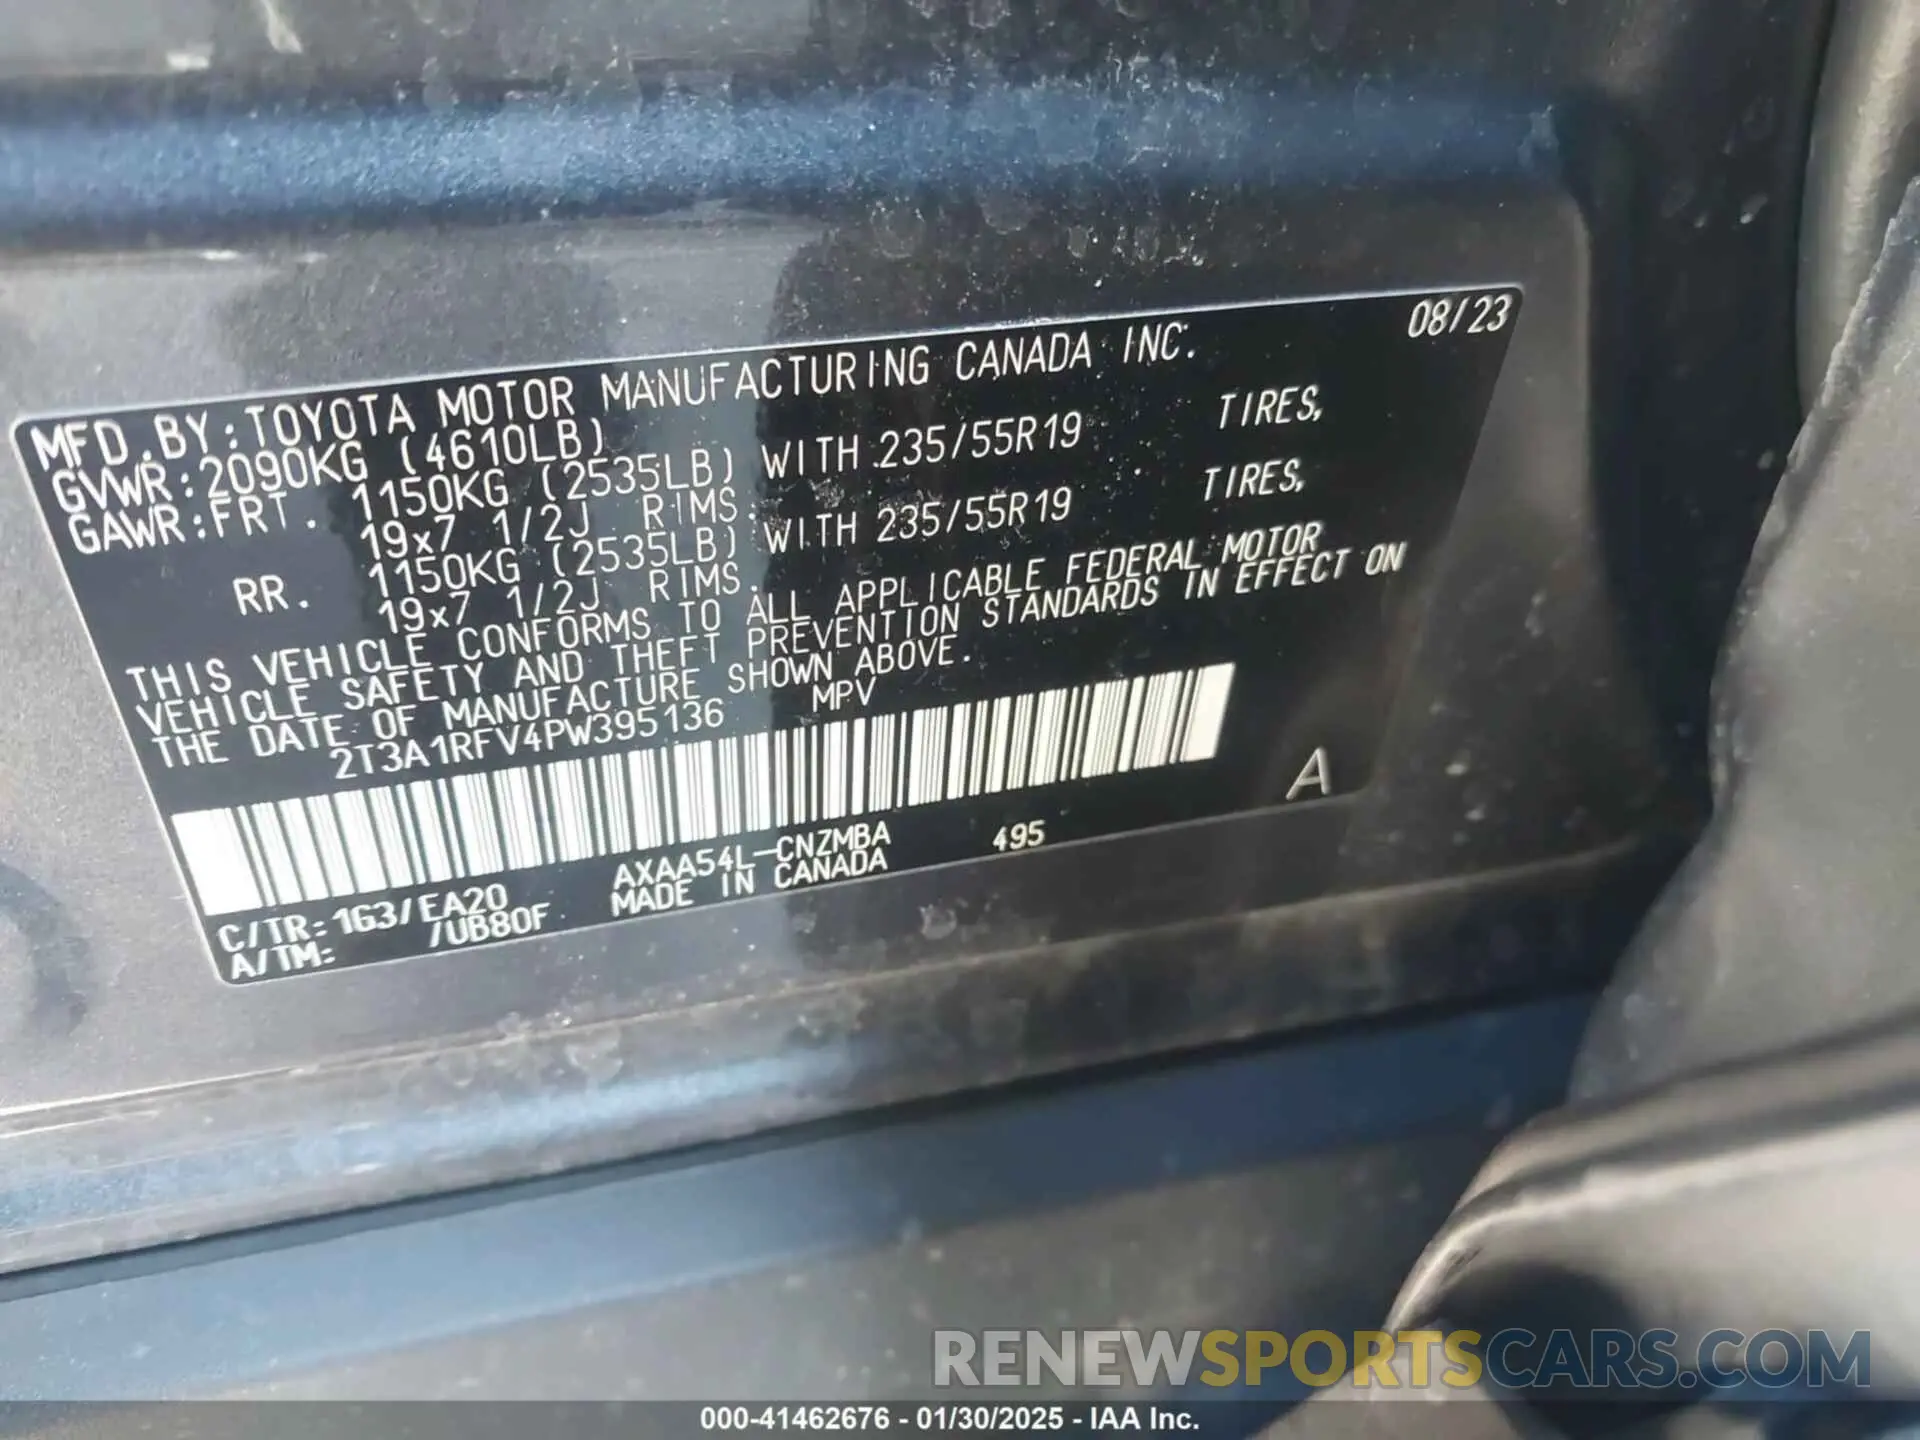 MFD.BY:TOYOTA MOTOR MANUFACTURING CANADA INC. 08/23
GVWR:2090KG (4610LB)
GAWR:FRT. 1150KG (2535LB) WITH 235/55R19 TIRES,
19x7 1/2J RIMS.
RR. 1150KG (2535LB) WITH 235/55R19 TIRES,
19x7 1/2J RIMS.
THIS VEHICLE CONFORMS TO ALL APPLICABLE FEDERAL MOTOR
VEHICLE SAFETY AND THEFT PREVENTION STANDARDS IN EFFECT ON
THE DATE OF MANUFACTURE SHOWN ABOVE.
2T3A1RFV4PW395136 MPV
A
C/TR:1G3/EA20 AXAA54L-CNZMBA 495
A/TM: /UB80F MADE IN CANADA
RENEWSPORTSCARS.COM
000-41462676 - 01/30/2025 - IAA Inc.